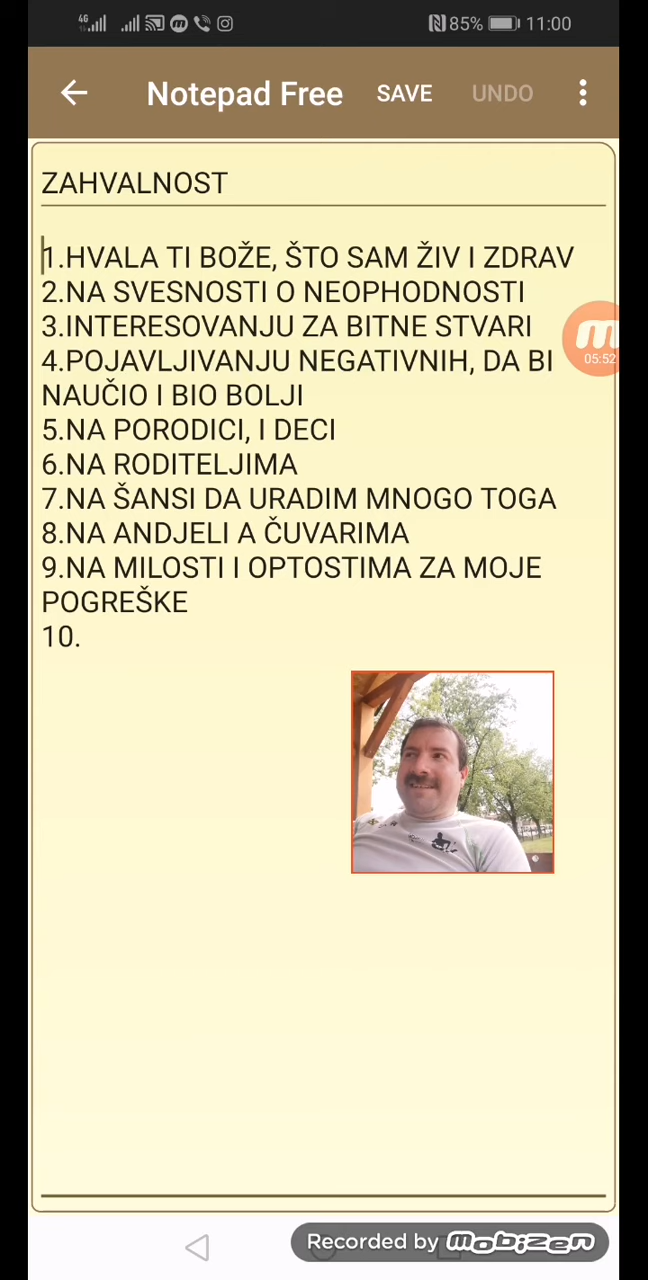 4G 85% 11:00
Notepad Free SAVE UNDO
ZAHVALNOST
1.HVALA TI BOŽE, ŠTO SAM ŽIV I ZDRAV
2.NA SVESNOSTI O NEOPHODNOSTI
3.INTERESOVANJU ZA BITNE STVARI
m
05:52
4.POJAVLJIVANJU NEGATIVNIH, DA BI
NAUČIO I BIO BOLJI
5.NA PORODICI, I DECI
6.NA RODITELJIMA
7.NA ŠANSI DA URADIM MNOGO TOGA
8.NA ANDJELI A ČUVARIMA
9.NA MILOSTI I OPTOSTIMA ZA MOJE
POGREŠKE
10.
Recorded by mobizen